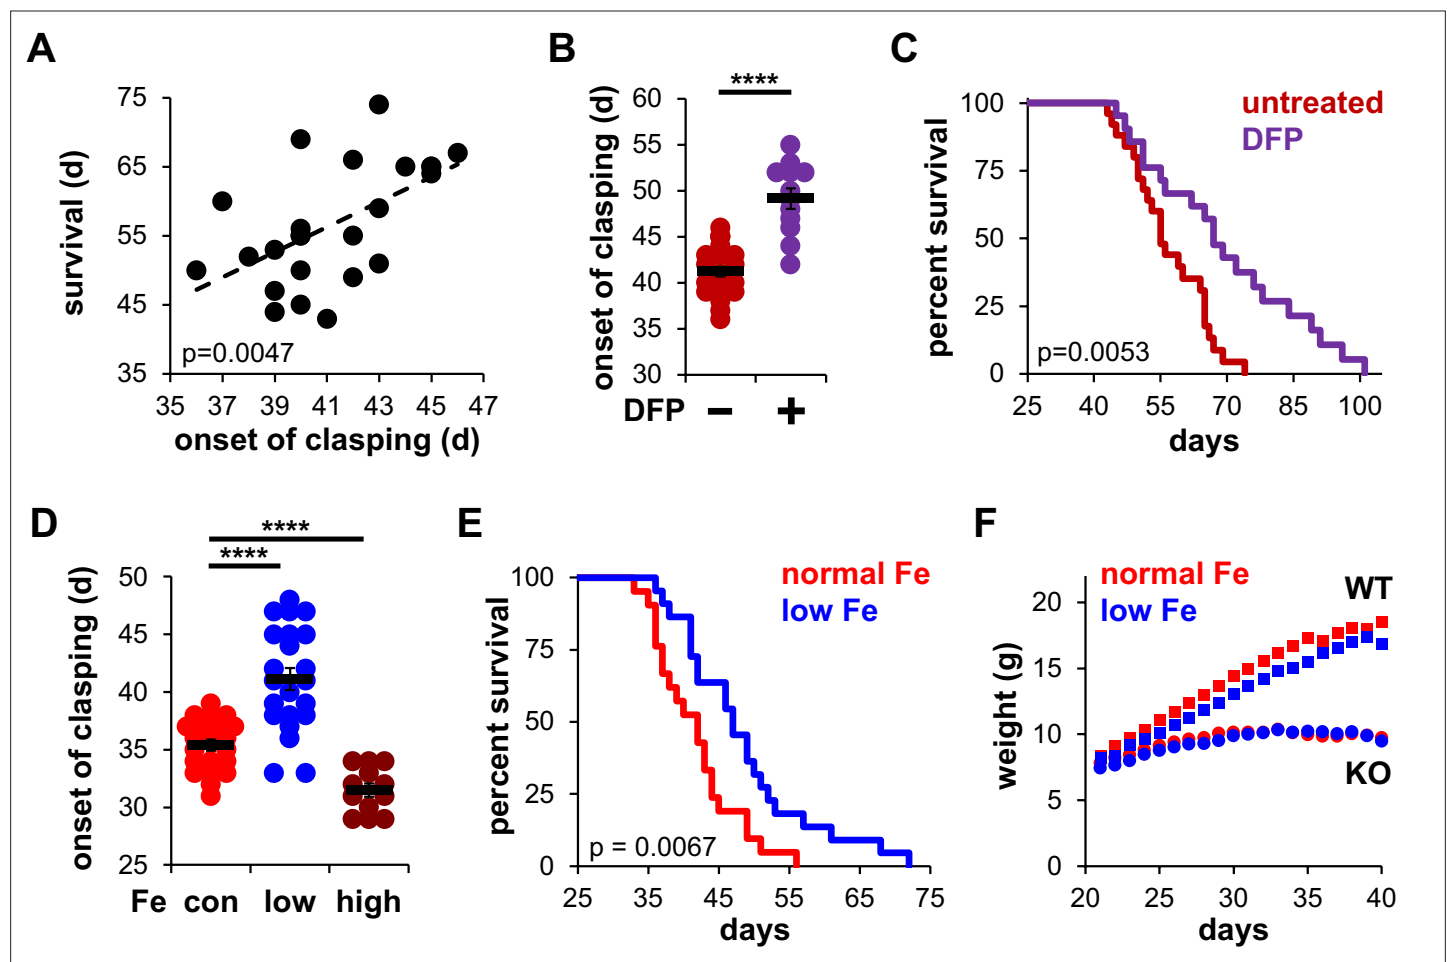 A
75
65
55
45
35
survival (d)
p=0.0047
35 37 39 41 43 45 47
onset of clasping (d)
B
****
60
55
50
45
40
35
30
onset of clasping (d)
DFP − +
C
untreated
DFP
100
75
50
25
0
percent survival
p=0.0053
25 40 55 70 85 100
days
D
****
****
50
45
40
35
30
25
onset of clasping (d)
Fe con low high
E
normal Fe
low Fe
100
75
50
25
0
percent survival
p = 0.0067
25 35 45 55 65 75
days
F
normal Fe
low Fe
WT
KO
20
15
10
5
0
weight (g)
20 25 30 35 40
days